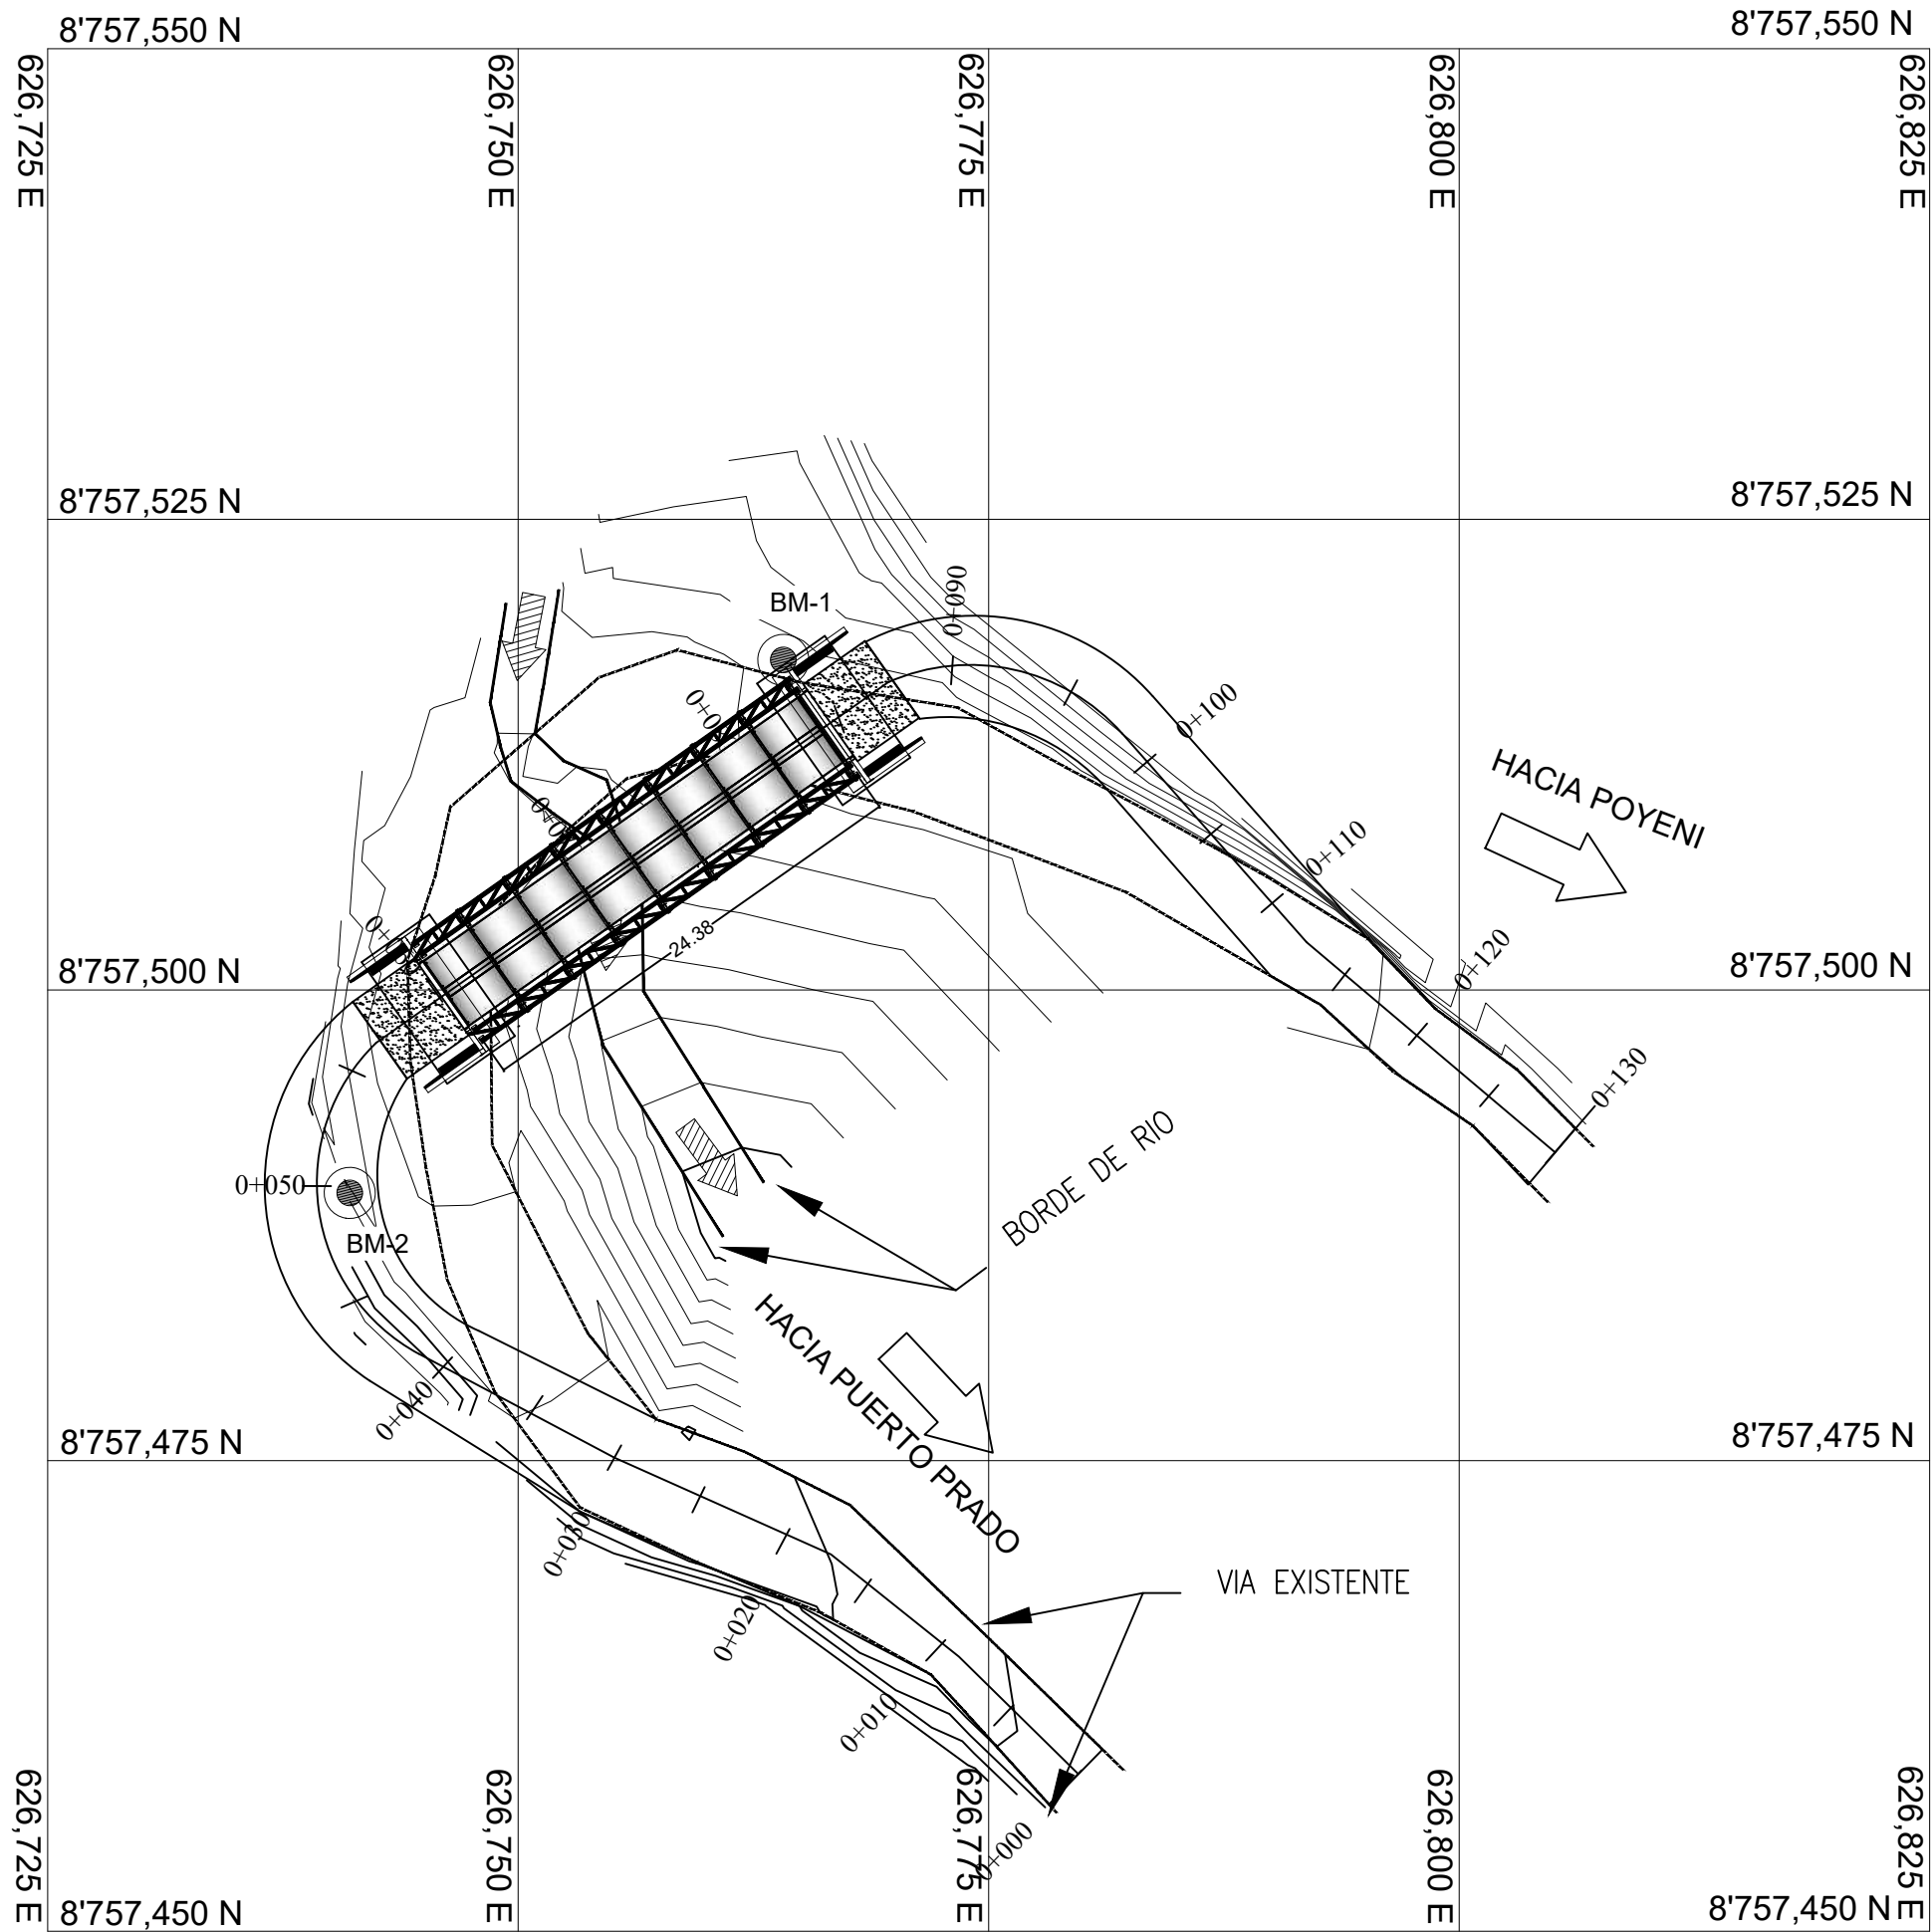 8'757,550 N
8'757,550 N
626,725 E
626,750 E
626,775 E
626,800 E
626,825 E
8'757,525 N
8'757,525 N
0+090
BM-1
0+100
HACIA POYENI
0+110
24.38
0+120
8'757,500 N
8'757,500 N
0+130
BORDE DE RIO
0+050
BM-2
HACIA PUERTO PRADO
0+040
8'757,475 N
8'757,475 N
0+030
VIA EXISTENTE
0+020
0+010
0+000
626,725 E
626,750 E
626,775 E
626,800 E
626,825 E
8'757,450 N
8'757,450 N